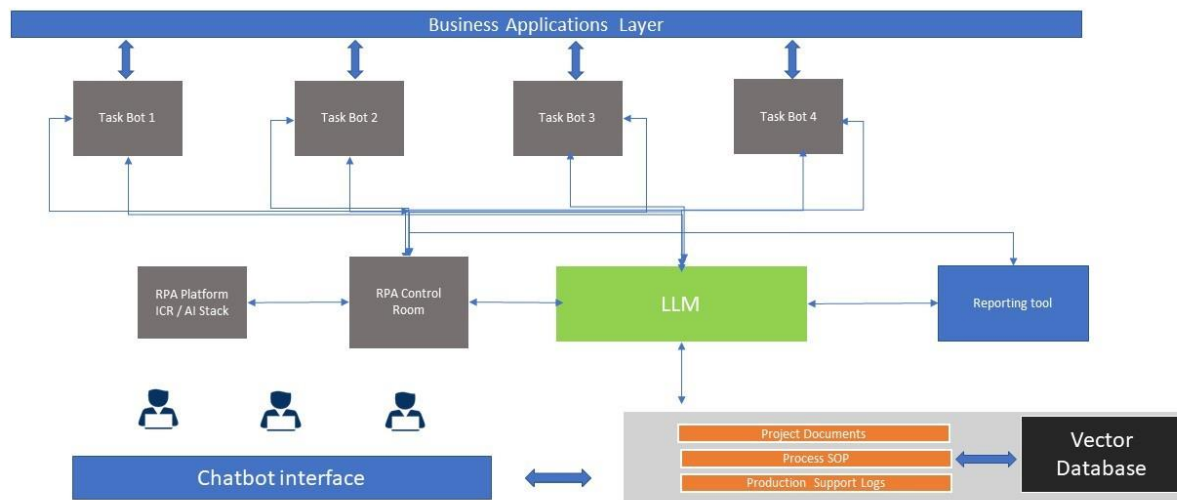 Business Applications Layer
Task Bot 1
Task Bot 2
Task Bot 3
Task Bot 4
RPA Platform
ICR / AI Stack
RPA Control
Room
LLM
Reporting tool
Project Documents
Process SOP
Production Support Logs
Vector
Database
Chatbot interface